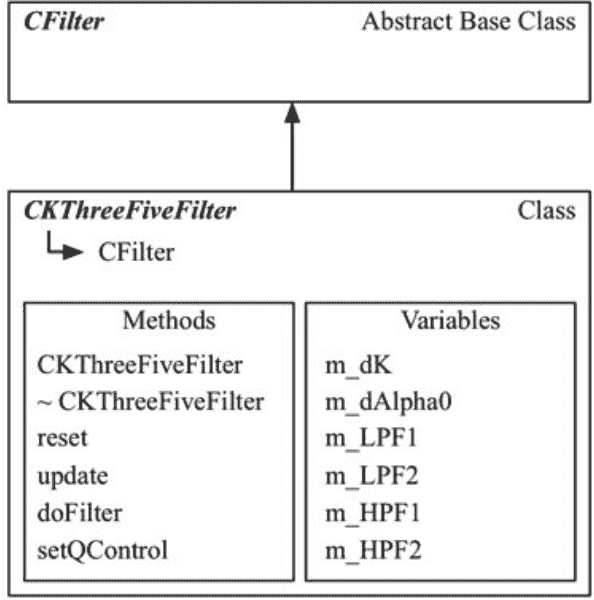 CFilter Abstract Base Class
CKThreeFiveFilter Class
CFilter
Methods
CKThreeFiveFilter
~ CKThreeFiveFilter
reset
update
doFilter
setQControl
Variables
m_dK
m_dAlpha0
m_LPF1
m_LPF2
m_HPF1
m_HPF2